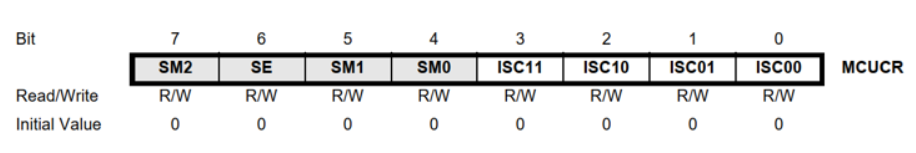 Bit 7 6 5 4 3 2 1 0
SM2 SE SM1 SM0 ISC11 ISC10 ISC01 ISC00 MCUCR
Read/Write R/W R/W R/W R/W R/W R/W R/W R/W
Initial Value 0 0 0 0 0 0 0 0